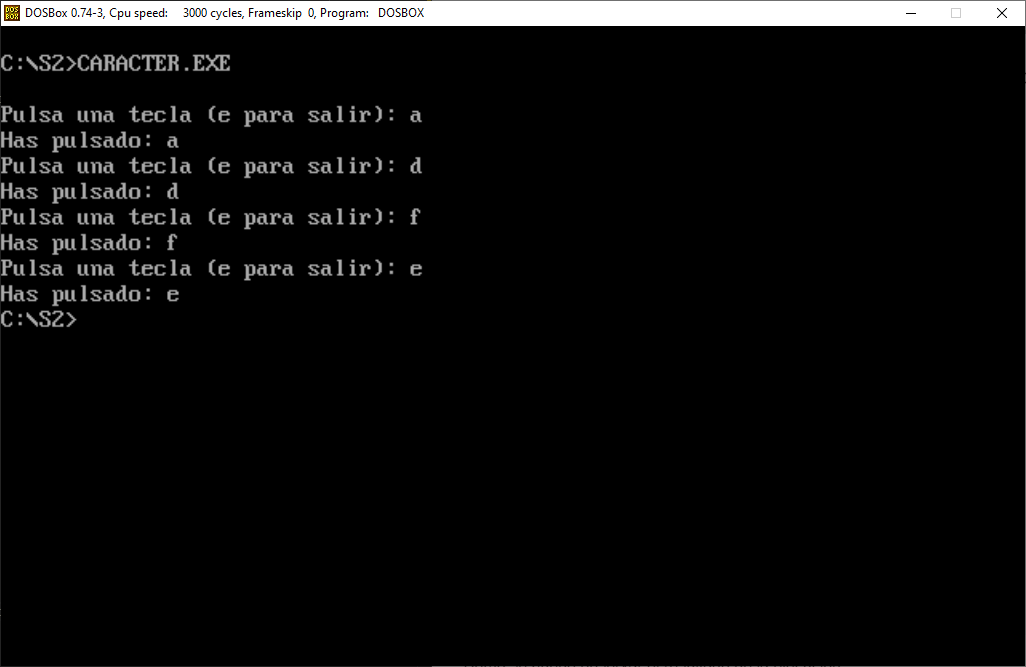 DOS
BOX
DOSBox 0.74-3, Cpu speed:    3000 cycles, Frameskip  0, Program:   DOSBOX
C:\S2>CARACTER.EXE
Pulsa una tecla (e para salir): a
Has pulsado: a
Pulsa una tecla (e para salir): d
Has pulsado: d
Pulsa una tecla (e para salir): f
Has pulsado: f
Pulsa una tecla (e para salir): e
Has pulsado: e
C:\S2>